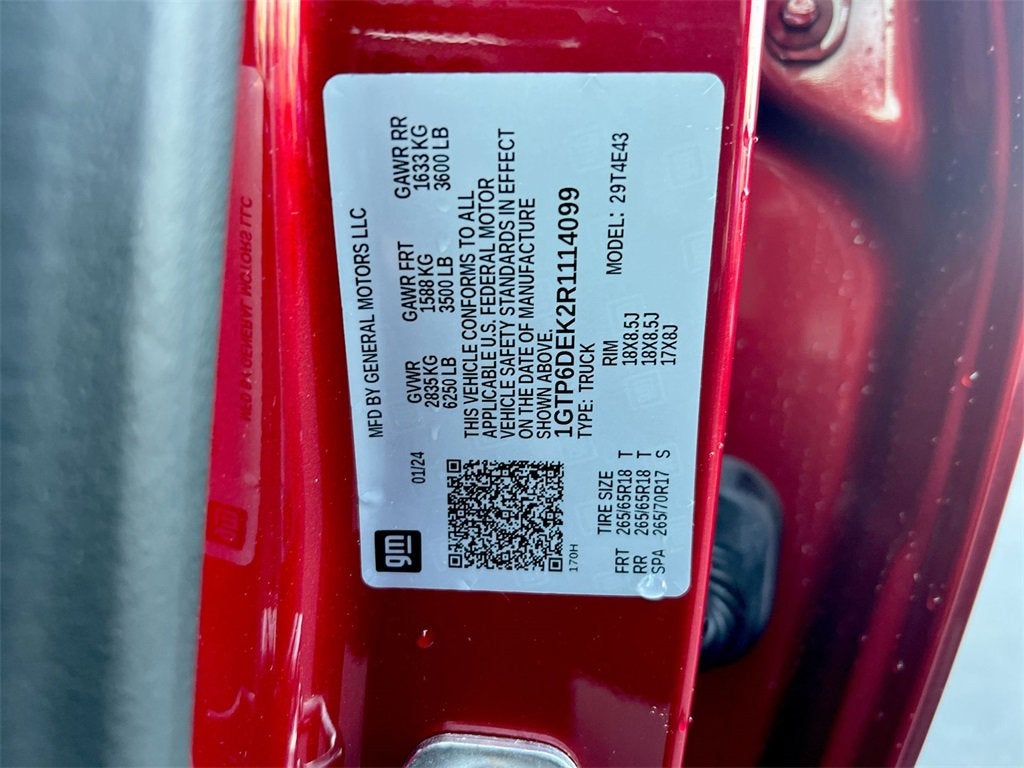 gm
MFD BY GENERAL MOTORS LLC
01/24
GVWR GAWR FRT GAWR RR
2835 KG 1588 KG 1633 KG
6250 LB 3500 LB 3600 LB
THIS VEHICLE CONFORMS TO ALL
APPLICABLE U.S. FEDERAL MOTOR
VEHICLE SAFETY STANDARDS IN EFFECT
ON THE DATE OF MANUFACTURE
SHOWN ABOVE.
1GTP6DEK2R1114099
TYPE: TRUCK
170H
TIRE SIZE RIM MODEL: 29T4E43
FRT 265/65R18 T 18X8.5J
RR 265/65R18 T 18X8.5J
SPA 265/70R17 S 17X8J